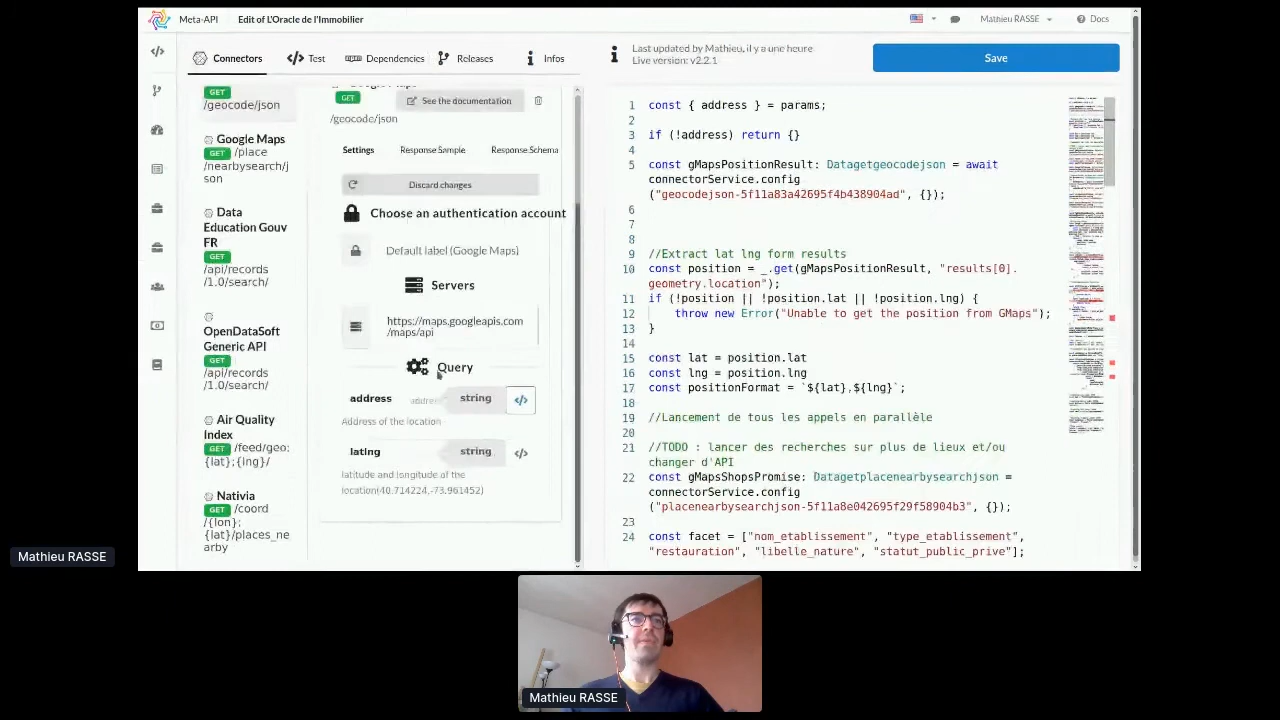 Meta-API
Edit of L'Oracle de l'Immobilier
Mathieu RASSE
Docs
Connectors
Test
Dependencies
Releases
Infos
Last updated by Mathieu, il y a une heure
Live version: v2.2.1
Save
GET
/geocode/json
Google Maps
GET /place
/nearbysearch/j
son
Data
Education Gouv
FR
GET
/api/records
/1.0/search/
OpenDataSoft
Generic API
GET
/api/records
/1.0/search/
Air Quality
Index
GET /feed/geo:
{lat};{lng}/
Nativia
GET /coord
/{lon};
{lat}/places_ne
arby
GET
See the documentation
/geocode/json
Settings
Response Sample
Response Schema
Discard changes
Choose an authentication account
Default label (Google Maps)
Servers
https://maps.googleapis.com
/maps/api
Query
address
string
Address of the location
latlng
string
latitude and longitude of the
location(40.714224,-73.961452)
1 const { address } = params;
3 if (!address) return {}
4
const gMapsPositionResult: Datagetgeocodejson = await
connectorService.config
6
9 //Extract lat lng form results
10 const position = _.get(gMapsPositionResult, "results[0].
geometry.location");
11 if (!position || !position.lat || !position.lng) {
12 throw new Error("Unable to get the position from GMaps");
13 }
14
15 const lat = position.lat
16 const lng = position.lng
17 const positionFormat = `${lat},${lng}`;
18
19 //Lancement de tous les appels en parallèle
20
21 //TODO : lancer des recherches sur plus de lieux et/ou
changer d'API
22 const gMapsShopsPromise: Datagetplacenearbysearchjson =
connectorService.config
("placenearbysearchjson-5f11a8e042695f29f58904b3", {});
23
24 const facet = ["nom_etablissement", "type_etablissement",
"restauration", "libelle_nature", "statut_public_prive"];
Mathieu RASSE
Mathieu RASSE